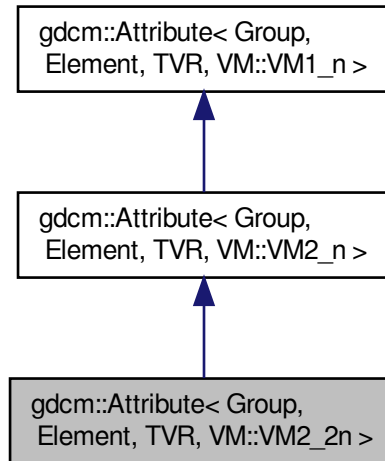 gdcm::Attribute< Group,
Element, TVR, VM::VM1_n >
gdcm::Attribute< Group,
Element, TVR, VM::VM2_n >
gdcm::Attribute< Group,
Element, TVR, VM::VM2_2n >